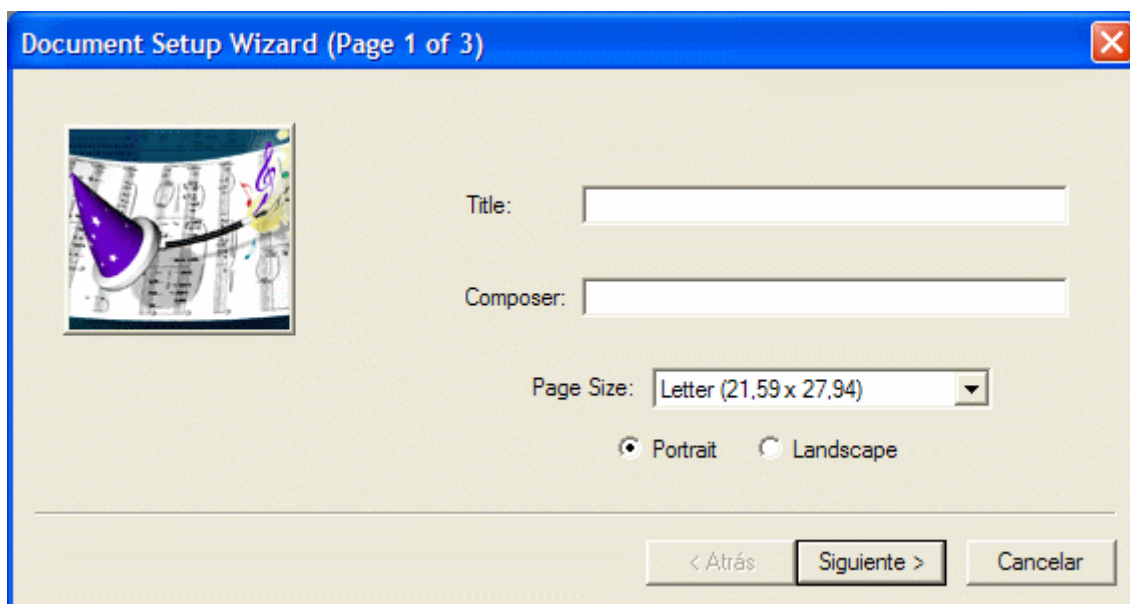 Document Setup Wizard (Page 1 of 3)
Title:
Composer:
Page Size: Letter (21,59 x 27,94)
Portrait Landscape
< Atrás Siguiente > Cancelar